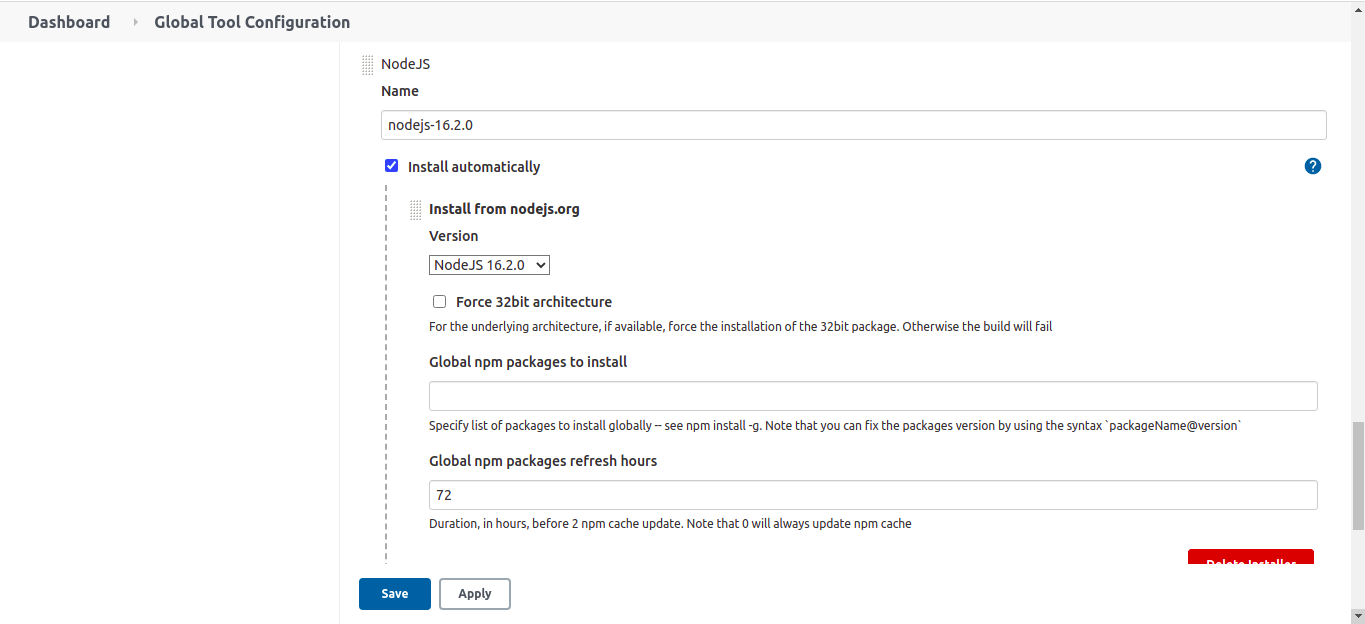 Dashboard
Global Tool Configuration
NodeJS
Name
nodejs-16.2.0
Install automatically
?
Install from nodejs.org
Version
NodeJS 16.2.0
Force 32bit architecture
For the underlying architecture, if available, force the installation of the 32bit package. Otherwise the build will fail
Global npm packages to install
Specify list of packages to install globally -- see npm install -g. Note that you can fix the packages version by using the syntax `packageName@version`
Global npm packages refresh hours
72
Duration, in hours, before 2 npm cache update. Note that 0 will always update npm cache
Delete Installer
Save
Apply